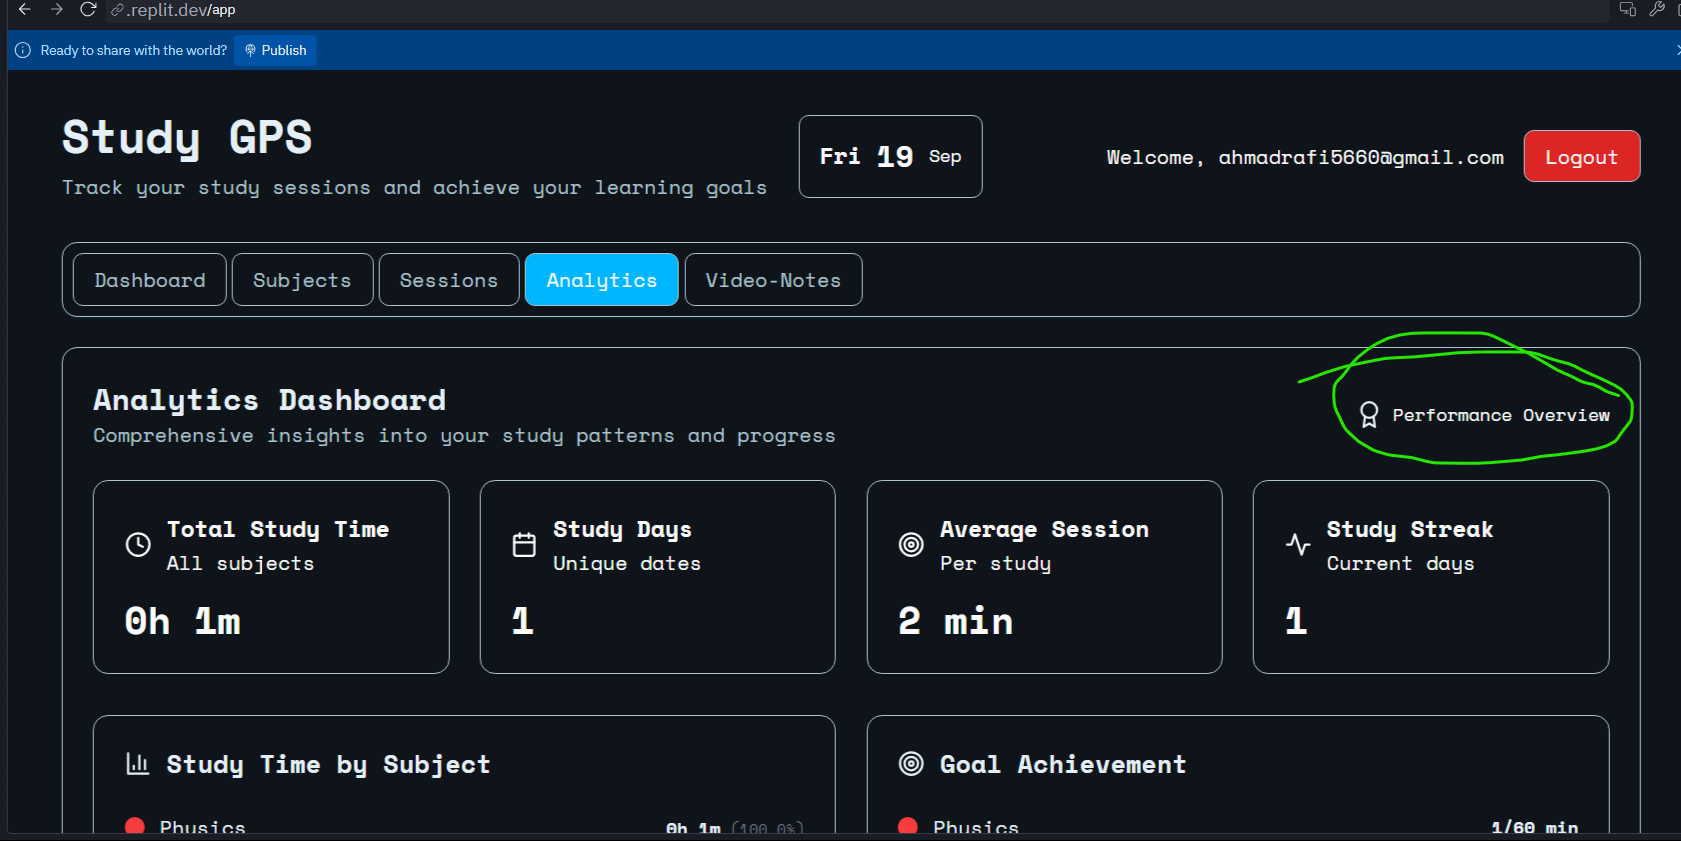 .replit.dev/app
Ready to share with the world? Publish
Study GPS
Track your study sessions and achieve your learning goals
Fri 19 Sep
Welcome, ahmadrafi5660@gmail.com
Logout
Dashboard Subjects Sessions Analytics Video-Notes
Analytics Dashboard
Comprehensive insights into your study patterns and progress
Performance Overview
Total Study Time
All subjects
0h 1m
Study Days
Unique dates
1
Average Session
Per study
2 min
Study Streak
Current days
1
Study Time by Subject
Physics 0h 1m (100.0%)
Goal Achievement
Physics 1/60 min